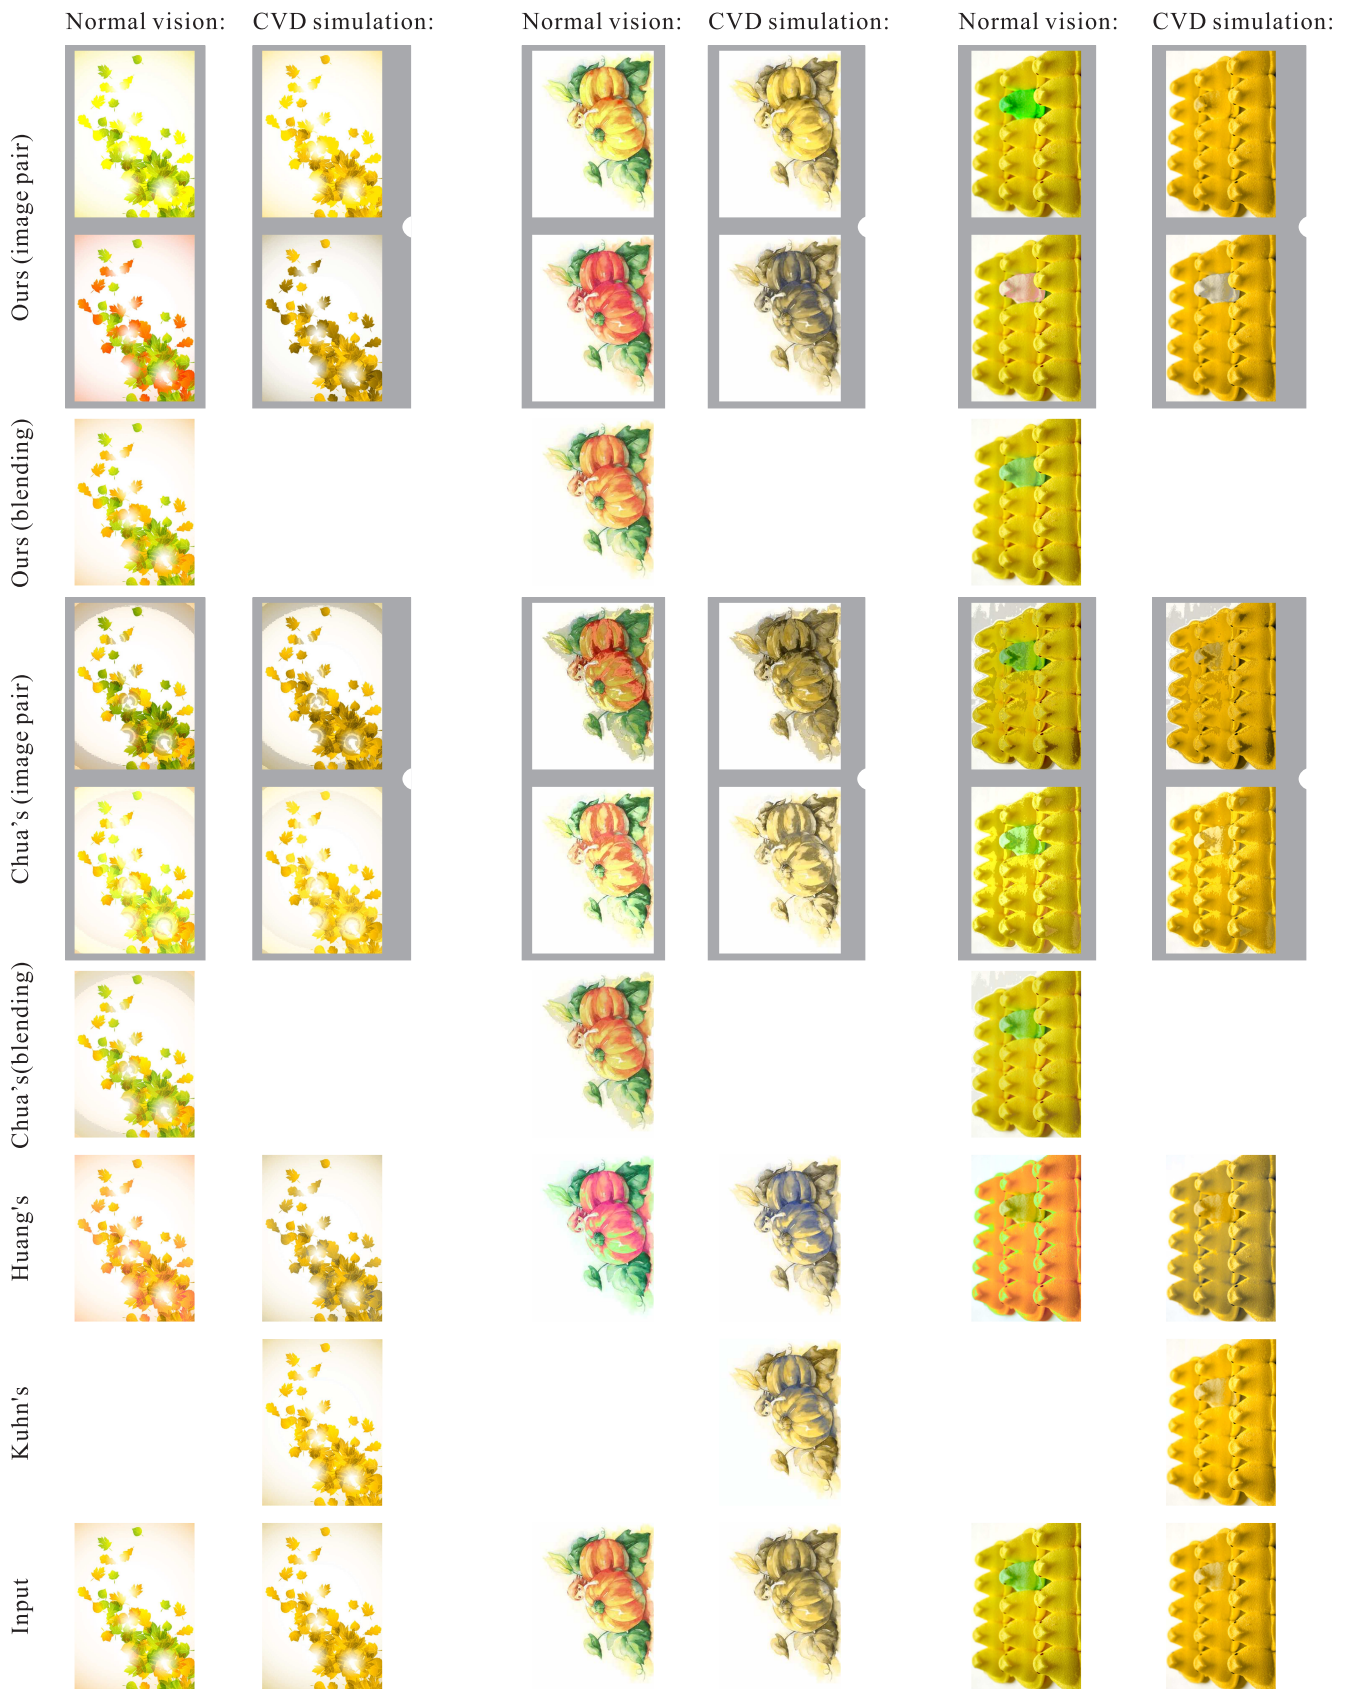 Normal vision: CVD simulation: Normal vision: CVD simulation: Normal vision: CVD simulation:
Ours (image pair)
Ours (blending)
Chua’s (image pair)
Chua’s(blending)
Huang's
Kuhn's
Input